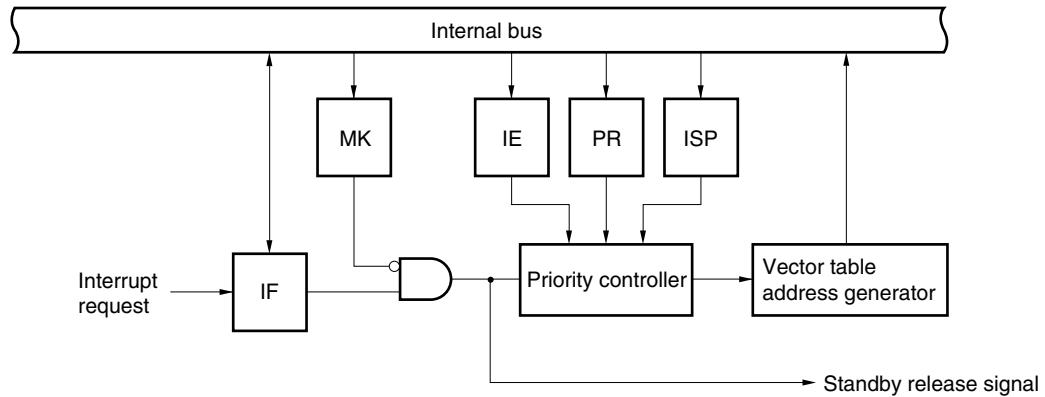 Internal bus
MK
IE
PR
ISP
Interrupt
request
IF
Priority controller
Vector table
address generator
Standby release signal